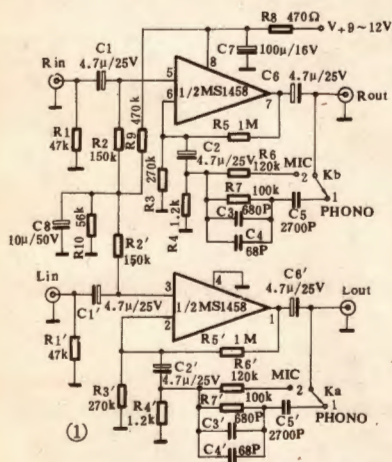 R8 470Ω
V+9~12V
C7
100μ/16V
C1
4.7μ/25V
Rin
R1
47k
R2
150k
R9
470k
5
6
8
7
1/2MS1458
C6
4.7μ/25V
Rout
R5 1M
C2
4.7μ/25V
R6
120k
MIC
2
Kb
R3
270k
R4
1.2k
R7
100k
C3
680P
C4
68P
C5
2700P
1
PHONO
C8
10μ/50V
R10
56k
R2'
150k
Lin
C1'
4.7μ/25V
R1'
47k
3
2
4
1
1/2MS1458
C6'
4.7μ/25V
Lout
R5' 1M
C2'
4.7μ/25V
R6'
120k
MIC
2
Ka
R3'
270k
R4'
1.2k
R7'
100k
680P
C3'
C4'
68P
C5'
2700P
1
PHONO
①